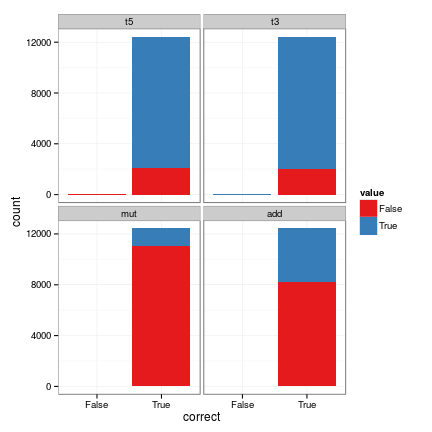 t5 t3
12000
8000
4000
0
count
mut add
12000
8000
4000
0
False True False True
correct
value
False
True